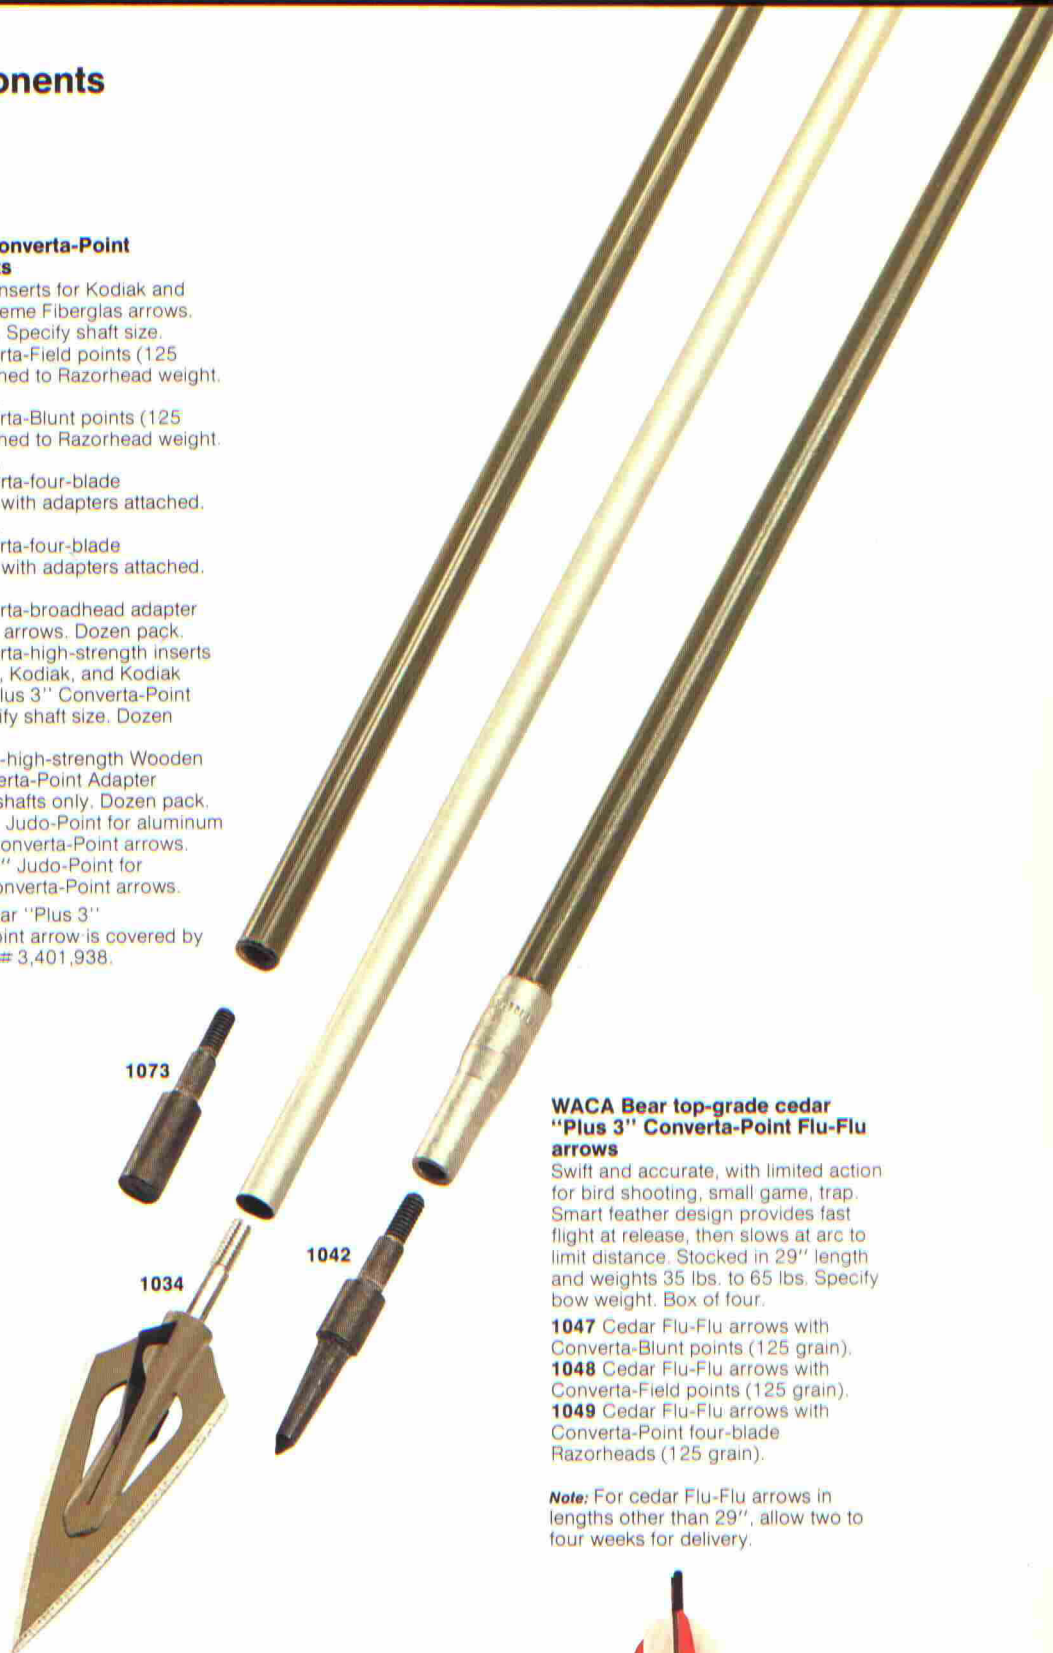 onents
onverta-Point
s
nserts for Kodiak and
eme Fiberglas arrows.
Specify shaft size.
rta-Field points (125
ned to Razorhead weight.
rta-Blunt points (125
ned to Razorhead weight.
rta-four-blade
with adapters attached.
rta-four-blade
with adapters attached.
rta-broadhead adapter
arrows. Dozen pack.
rta-high-strength inserts
, Kodiak, and Kodiak
lus 3" Converta-Point
ify shaft size. Dozen
-high-strength Wooden
erta-Point Adapter
shafts only. Dozen pack.
Judo-Point for aluminum
onverta-Point arrows.
" Judo-Point for
onverta-Point arrows.
ar "Plus 3"
oint arrow is covered by
# 3,401,938.
1073
1034
1042
WACA Bear top-grade cedar
"Plus 3" Converta-Point Flu-Flu
arrows
Swift and accurate, with limited action
for bird shooting, small game, trap.
Smart feather design provides fast
flight at release, then slows at arc to
limit distance. Stocked in 29" length
and weights 35 lbs. to 65 lbs. Specify
bow weight. Box of four.
1047 Cedar Flu-Flu arrows with
Converta-Blunt points (125 grain).
1048 Cedar Flu-Flu arrows with
Converta-Field points (125 grain).
1049 Cedar Flu-Flu arrows with
Converta-Point four-blade
Razorheads (125 grain).
Note: For cedar Flu-Flu arrows in
lengths other than 29", allow two to
four weeks for delivery.